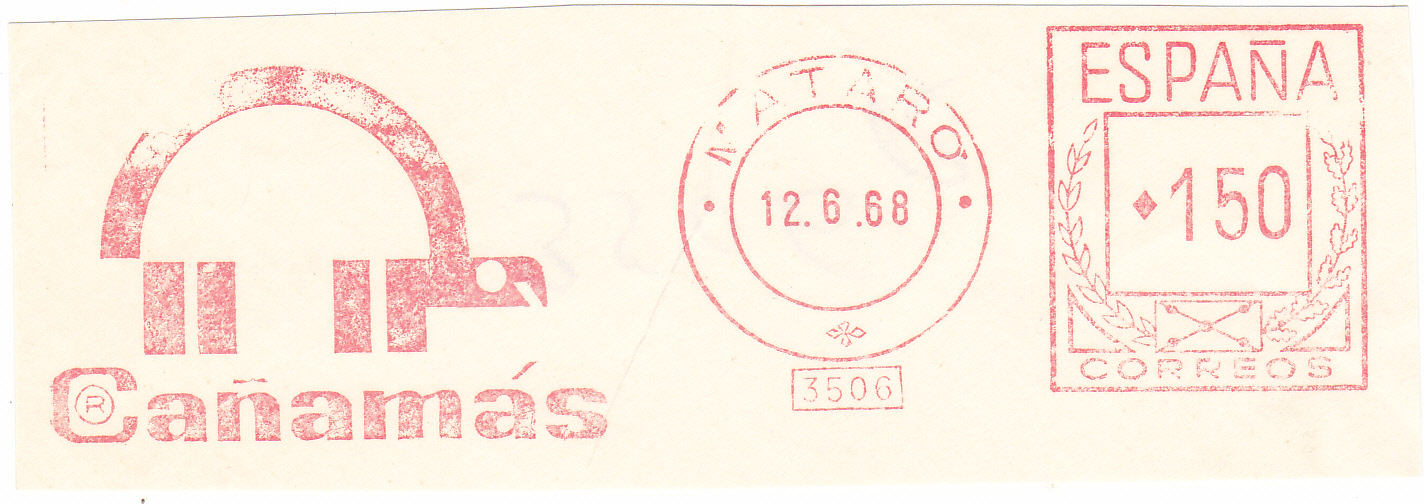 ® Cañamás
MATARÓ
12.6.68
3506
ESPAÑA
150
CORREOS